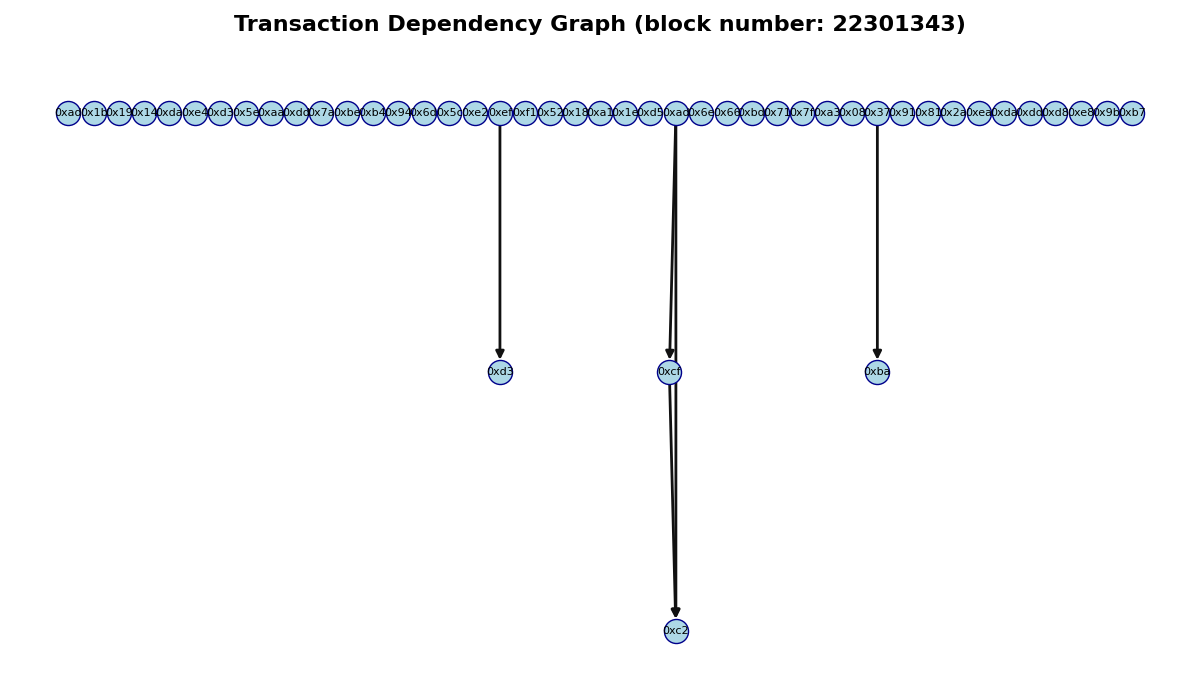 Transaction Dependency Graph (block number: 22301343)
0xad 0x1b 0x19 0x14 0xda 0xe4 0xd3 0x5e 0xaa 0xdd 0x7a 0xbe 0xb4 0x94 0x6d 0x5c 0xe2 0xef 0xf1 0x52 0x18 0xa1 0x1e 0xd5 0xad 0x6e 0x66 0xbd 0x71 0x7f 0xa3 0x08 0x37 0x91 0x81 0x2a 0xea 0xda 0xdd 0xd8 0xe8 0x9b 0xb7
0xd3 0xcf 0xba
0xc2